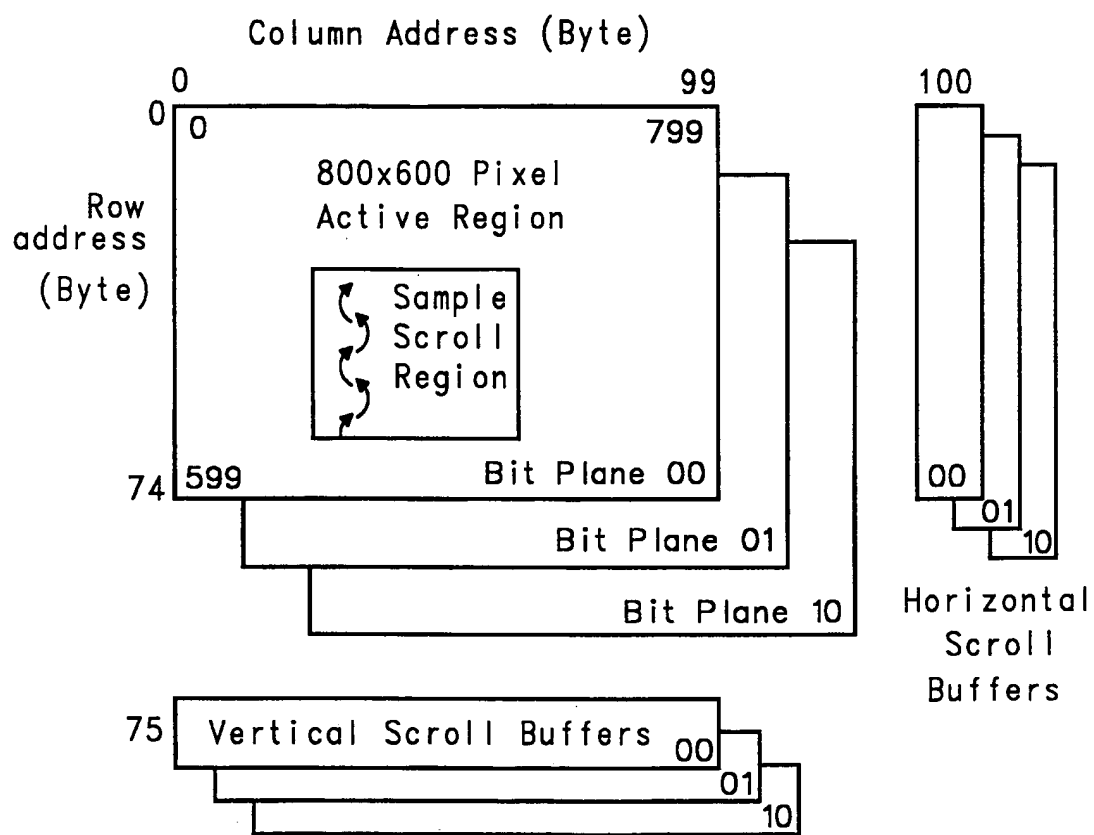 Column Address (Byte)
0 99 100
0
0 799
800x600 Pixel
Active Region
Row
address
(Byte)
Sample
Scroll
Region
74
599
Bit Plane 00
00
Bit Plane 01
01
Bit Plane 10
10
Horizontal
Scroll
Buffers
75 Vertical Scroll Buffers 00
01
10